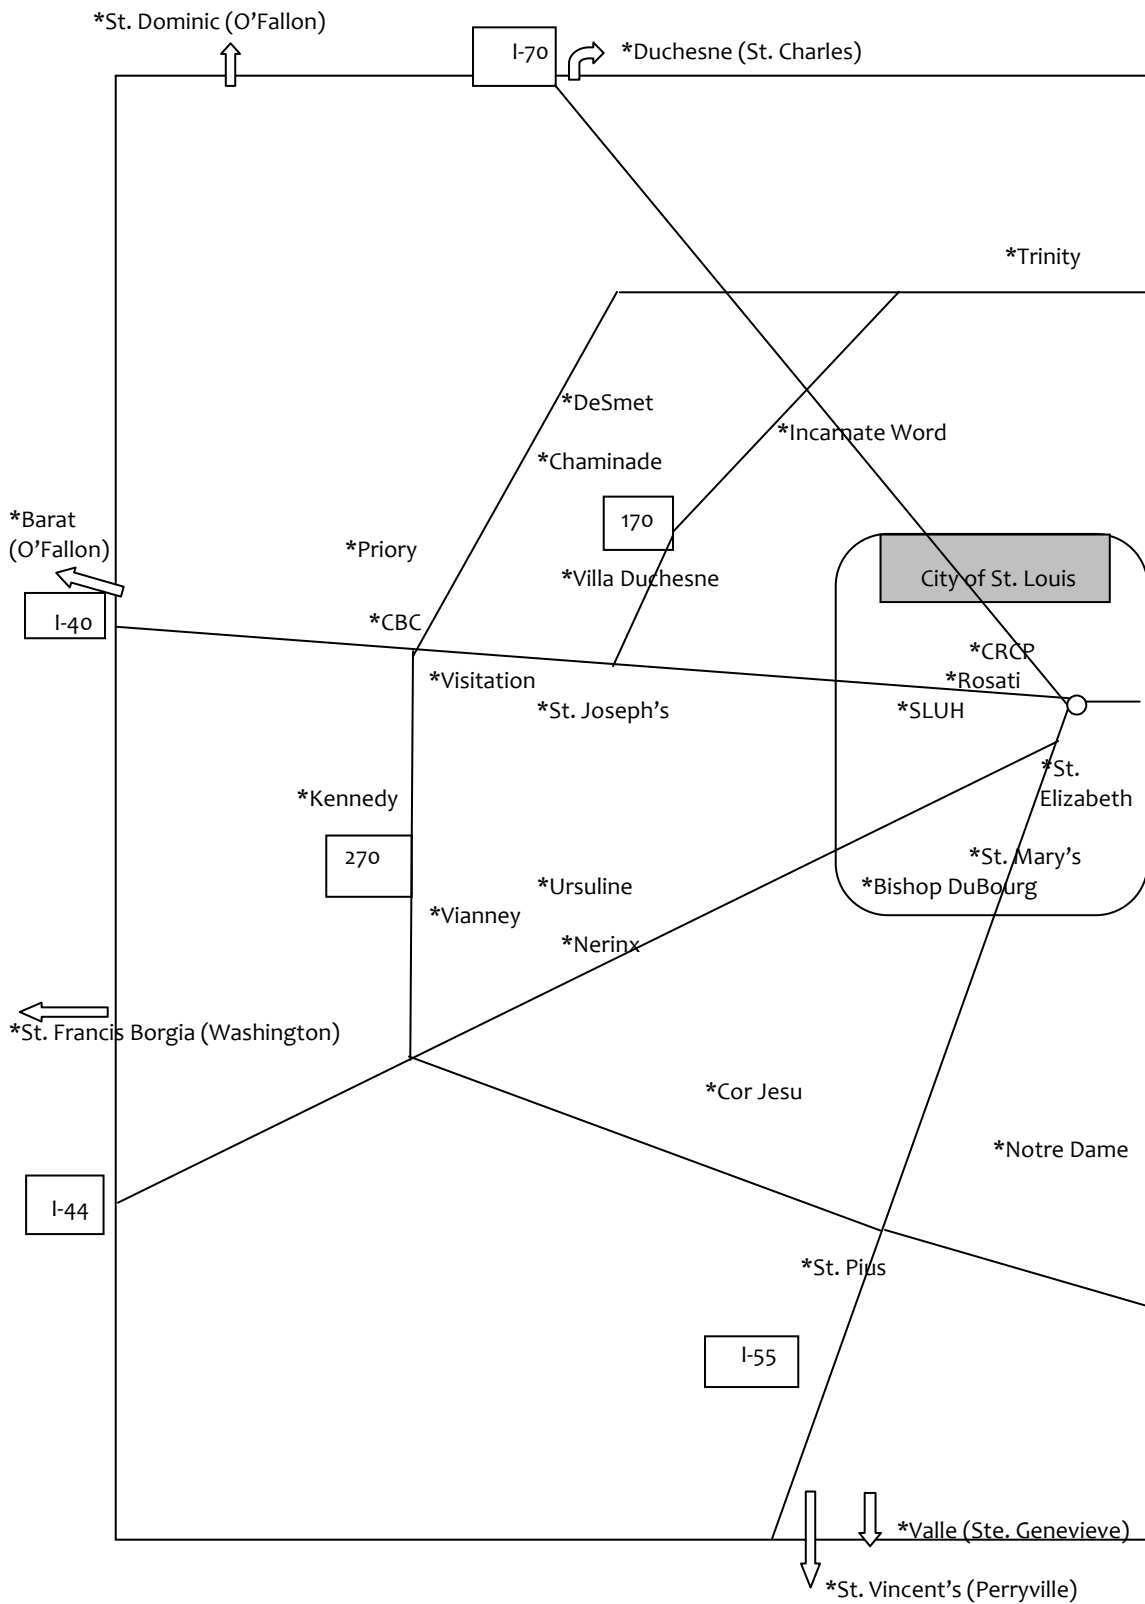 *St. Dominic (O’Fallon)
I-70
*Duchesne (St. Charles)
*Trinity
*DeSmet
*Incarnate Word
*Chaminade
170
*Barat
(O’Fallon)
*Priory
*Villa Duchesne
City of St. Louis
I-40
*CBC
*CRCP
*Visitation
*Rosati
*St. Joseph’s
*SLUH
*St.
Elizabeth
*Kennedy
270
*St. Mary’s
*Ursuline
*Bishop DuBourg
*Vianney
*Nerinx
*St. Francis Borgia (Washington)
*Cor Jesu
*Notre Dame
I-44
*St. Pius
I-55
*Valle (Ste. Genevieve)
*St. Vincent’s (Perryville)